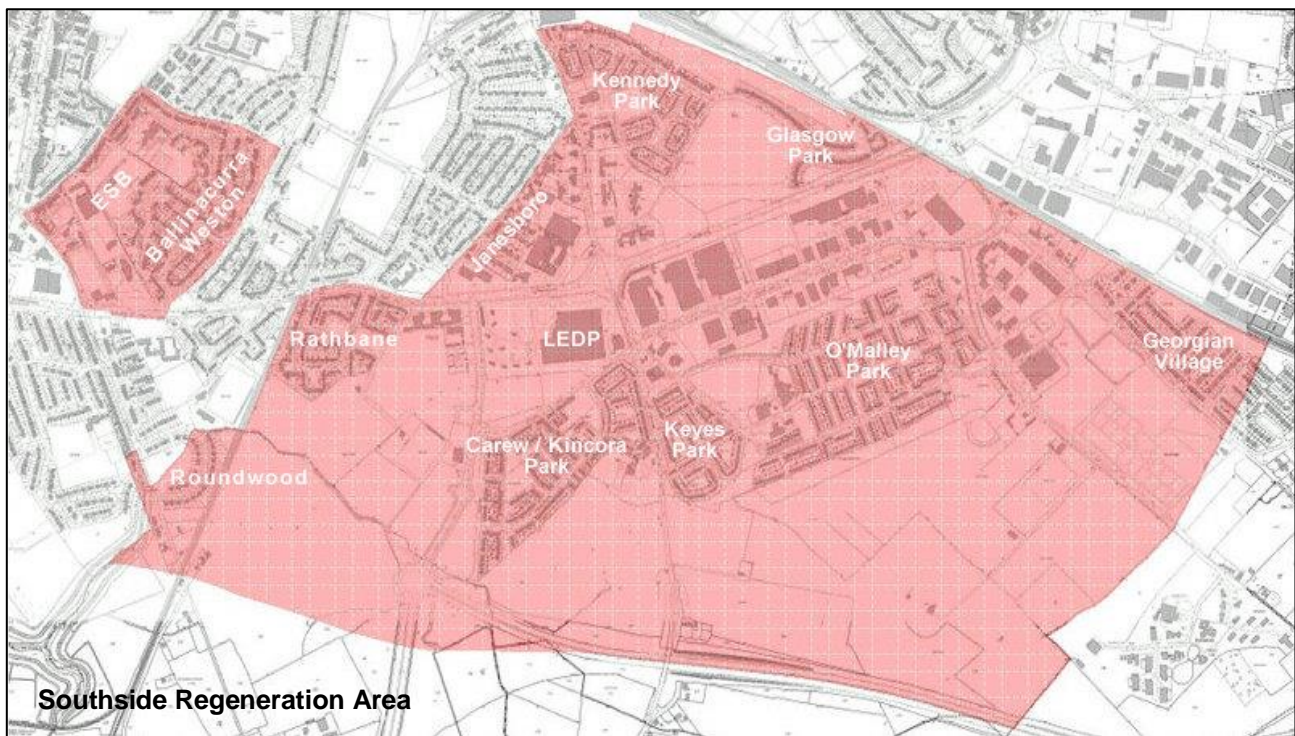 Kennedy
Park
Glasgow
Park
ESB
Ballinacurra
Weston
Janesboro
Rathbane
LEDP
O'Malley
Park
Georgian
Village
Carew / Kincora
Park
Keyes
Park
Roundwood
Southside Regeneration Area